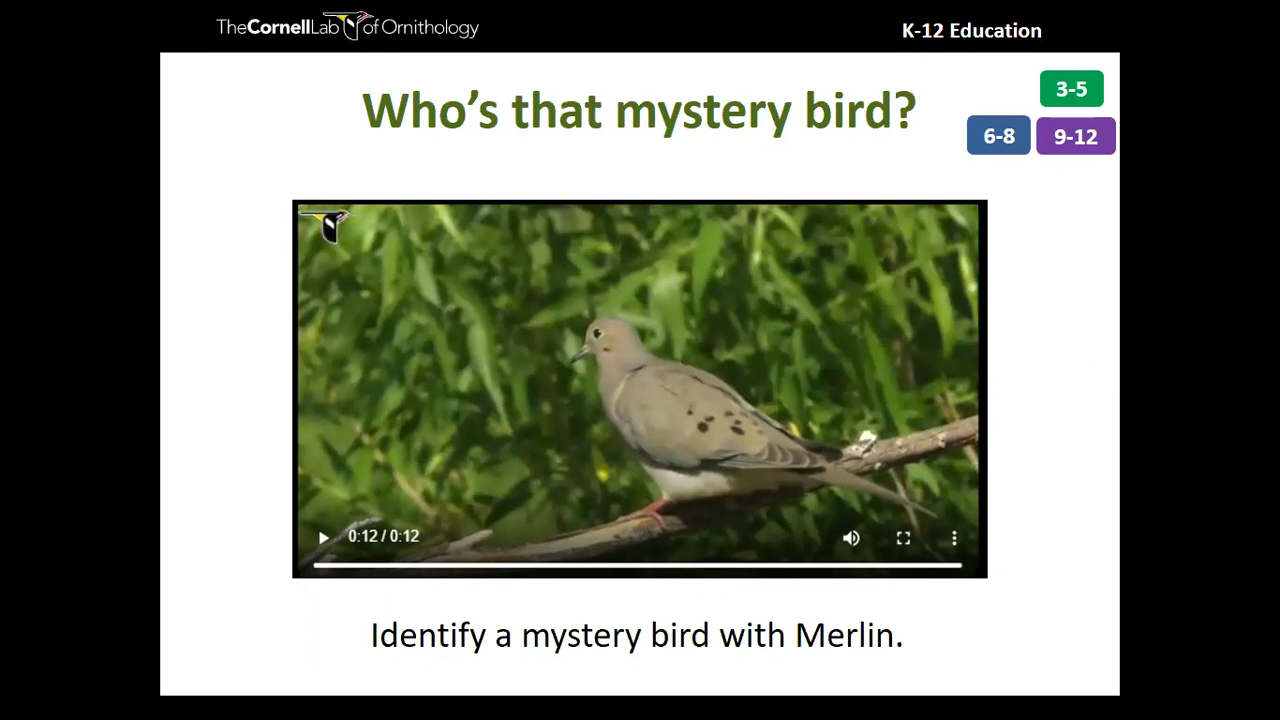 TheCornellLab of Ornithology
K-12 Education
Who's that mystery bird?
3-5
6-8
9-12
0:12 / 0:12
Identify a mystery bird with Merlin.